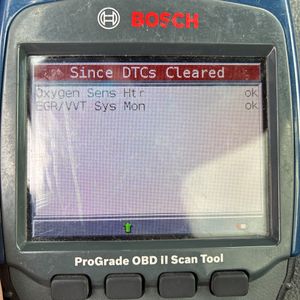 BOSCH
Since DTCs Cleared
Oxygen Sens Htr ok
EGR/VVT Sys Mon ok
ProGrade OBD II Scan Tool